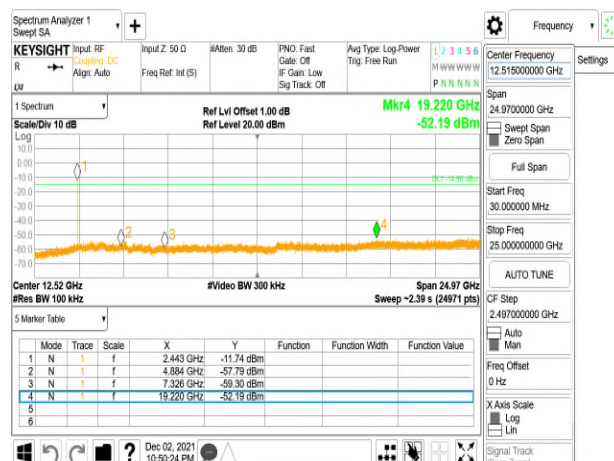 Spectrum Analyzer 1
Swept SA
Frequency
KEYSIGHT
Input: RF
Coupling: DC
Align: Auto
Input Z: 50 Ω
Freq Ref: Int (S)
#Atten: 30 dB
PNO: Fast
Gate: Off
IF Gain: Low
Sig Track: Off
Avg Type: Log-Power
Trig: Free Run
1 2 3 4 5 6
M W W W W W
P N N N N N
R
Center Frequency
12.515000000 GHz
Settings
Span
24.9700000 GHz
Swept Span
Zero Span
Full Span
Start Freq
30.000000 MHz
Stop Freq
25.000000000 GHz
AUTO TUNE
CF Step
2.497000000 GHz
Auto
Man
Freq Offset
0 Hz
X Axis Scale
Log
Lin
Signal Track
1 Spectrum
Scale/Div 10 dB
Ref Lvl Offset 1.00 dB
Ref Level 20.00 dBm
Mkr4 19.220 GHz
-52.19 dBm
Log
10.0
0.00
-10.0
-20.0
-30.0
-40.0
-50.0
-60.0
-70.0
1
2
3
4
Center 12.52 GHz
#Res BW 100 kHz
#Video BW 300 kHz
Span 24.97 GHz
Sweep ~2.39 s (24971 pts)
5 Marker Table
Mode Trace Scale X Y Function Function Width Function Value
1 N 1 f 2.443 GHz -11.74 dBm
2 N 1 f 4.884 GHz -57.79 dBm
3 N 1 f 7.326 GHz -59.30 dBm
4 N 1 f 19.220 GHz -52.19 dBm
5
6
Dec 02, 2021
10:50:24 PM